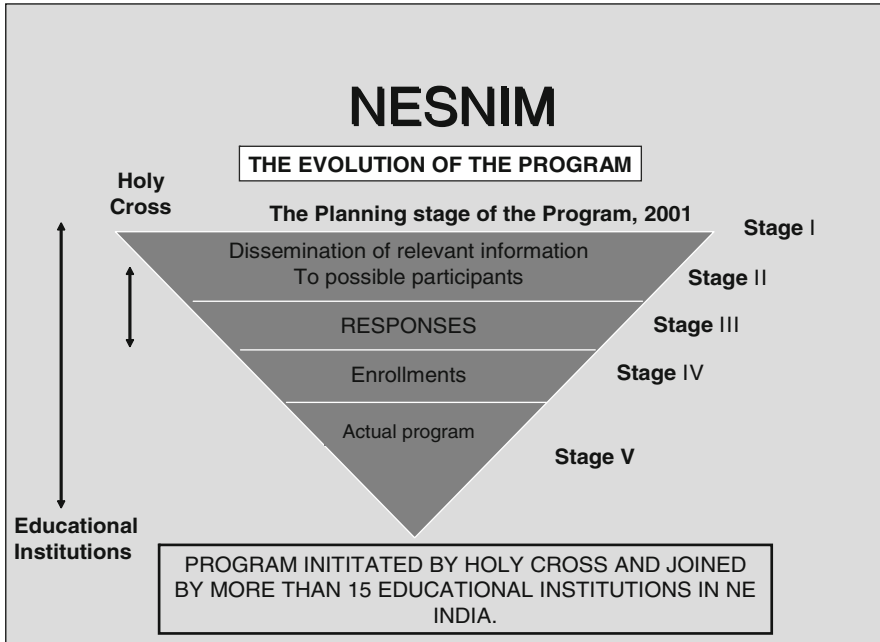 NESNIM
THE EVOLUTION OF THE PROGRAM
Holy
Cross
The Planning stage of the Program, 2001
Stage I
Dissemination of relevant information
To possible participants
Stage II
RESPONSES
Stage III
Enrollments
Stage IV
Actual program
Stage V
Educational
Institutions
PROGRAM INITITATED BY HOLY CROSS AND JOINED
BY MORE THAN 15 EDUCATIONAL INSTITUTIONS IN NE
INDIA.